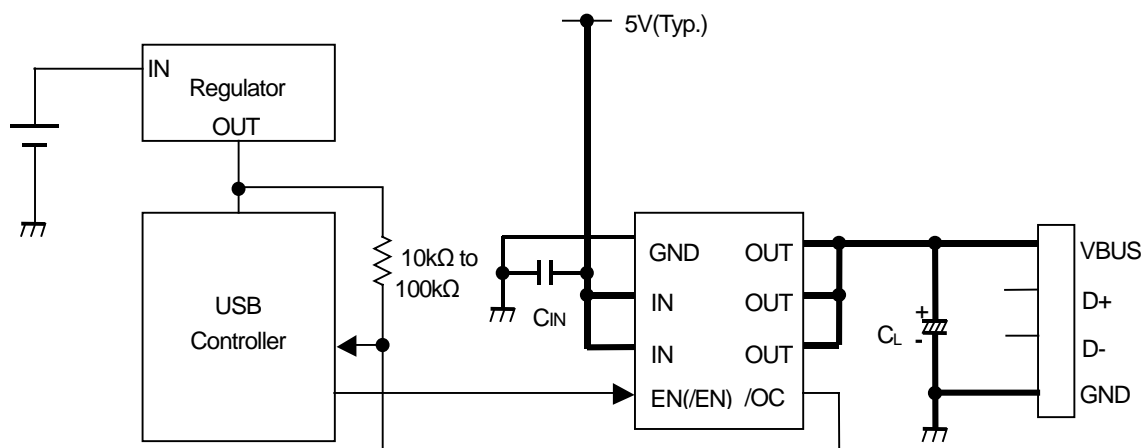 5V(Typ.)
IN
Regulator
OUT
10kΩ to
100kΩ
USB
Controller
CIN
GND OUT
IN OUT
IN OUT
EN(/EN) /OC
+
CL
-
VBUS
D+
D-
GND